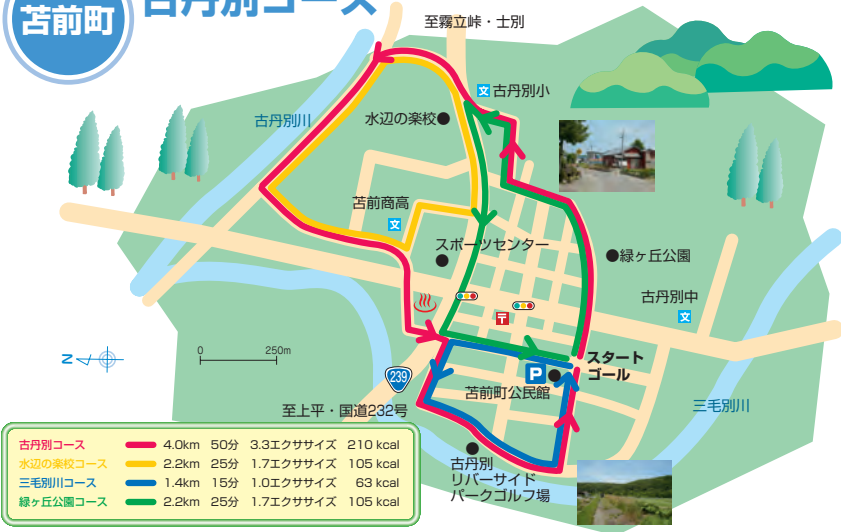 苫前町
古丹別コース
至霧立峠・士別
文 古丹別小
古丹別川
水辺の楽校
苫前商高
文
スポーツセンター
緑ヶ丘公園
古丹別中
文
〒
N
0 250m
スタート
ゴール
P
239
苫前町公民館
至上平・国道232号
三毛別川
古丹別
リバーサイド
パークゴルフ場
古丹別コース 4.0km 50分 3.3エクササイズ 210 kcal
水辺の楽校コース 2.2km 25分 1.7エクササイズ 105 kcal
三毛別川コース 1.4km 15分 1.0エクササイズ 63 kcal
緑ヶ丘公園コース 2.2km 25分 1.7エクササイズ 105 kcal